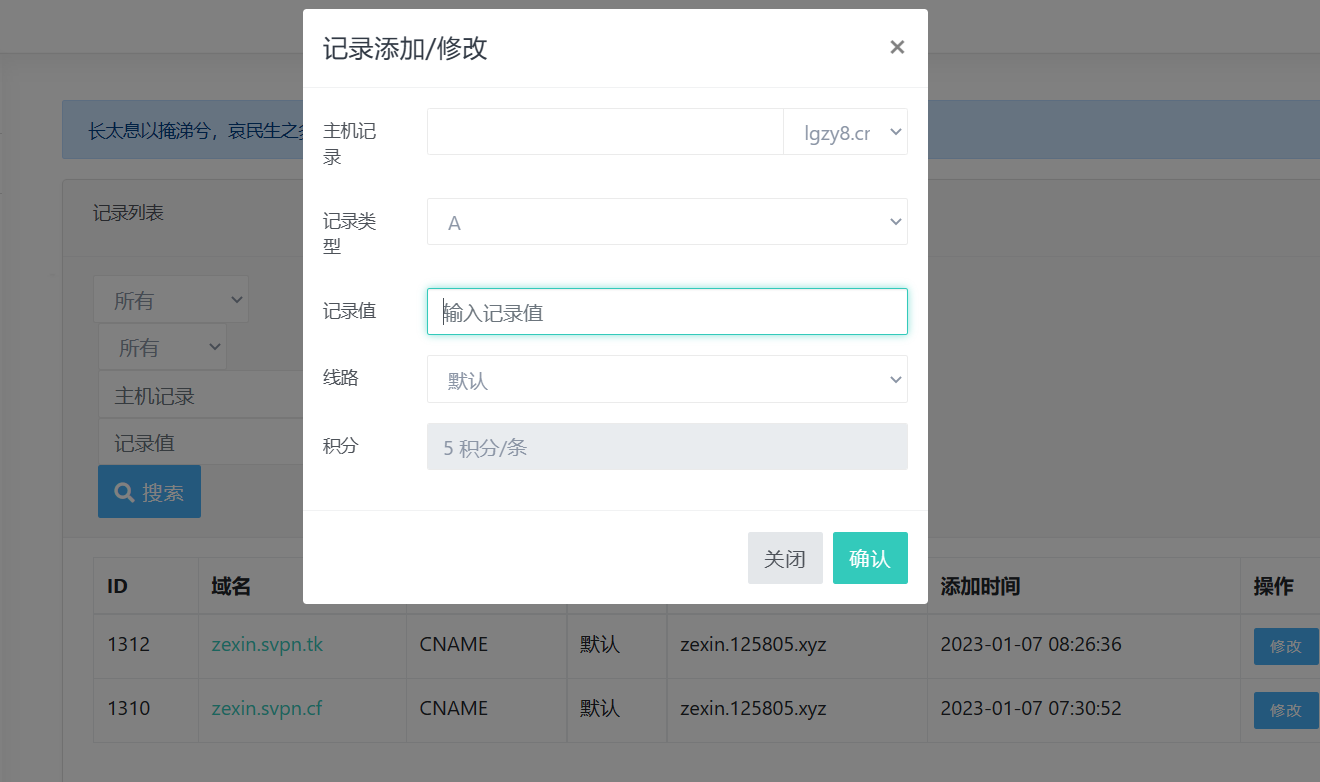 记录添加/修改
×
长太息以掩涕兮，哀民生之
主机记录
lgzy8.cr
记录类型
A
记录值
输入记录值
线路
默认
积分
5 积分/条
关闭
确认
记录列表
所有
所有
主机记录
记录值
搜索
ID
域名
添加时间
操作
1312
zexin.svpn.tk
CNAME
默认
zexin.125805.xyz
2023-01-07 08:26:36
修改
1310
zexin.svpn.cf
CNAME
默认
zexin.125805.xyz
2023-01-07 07:30:52
修改